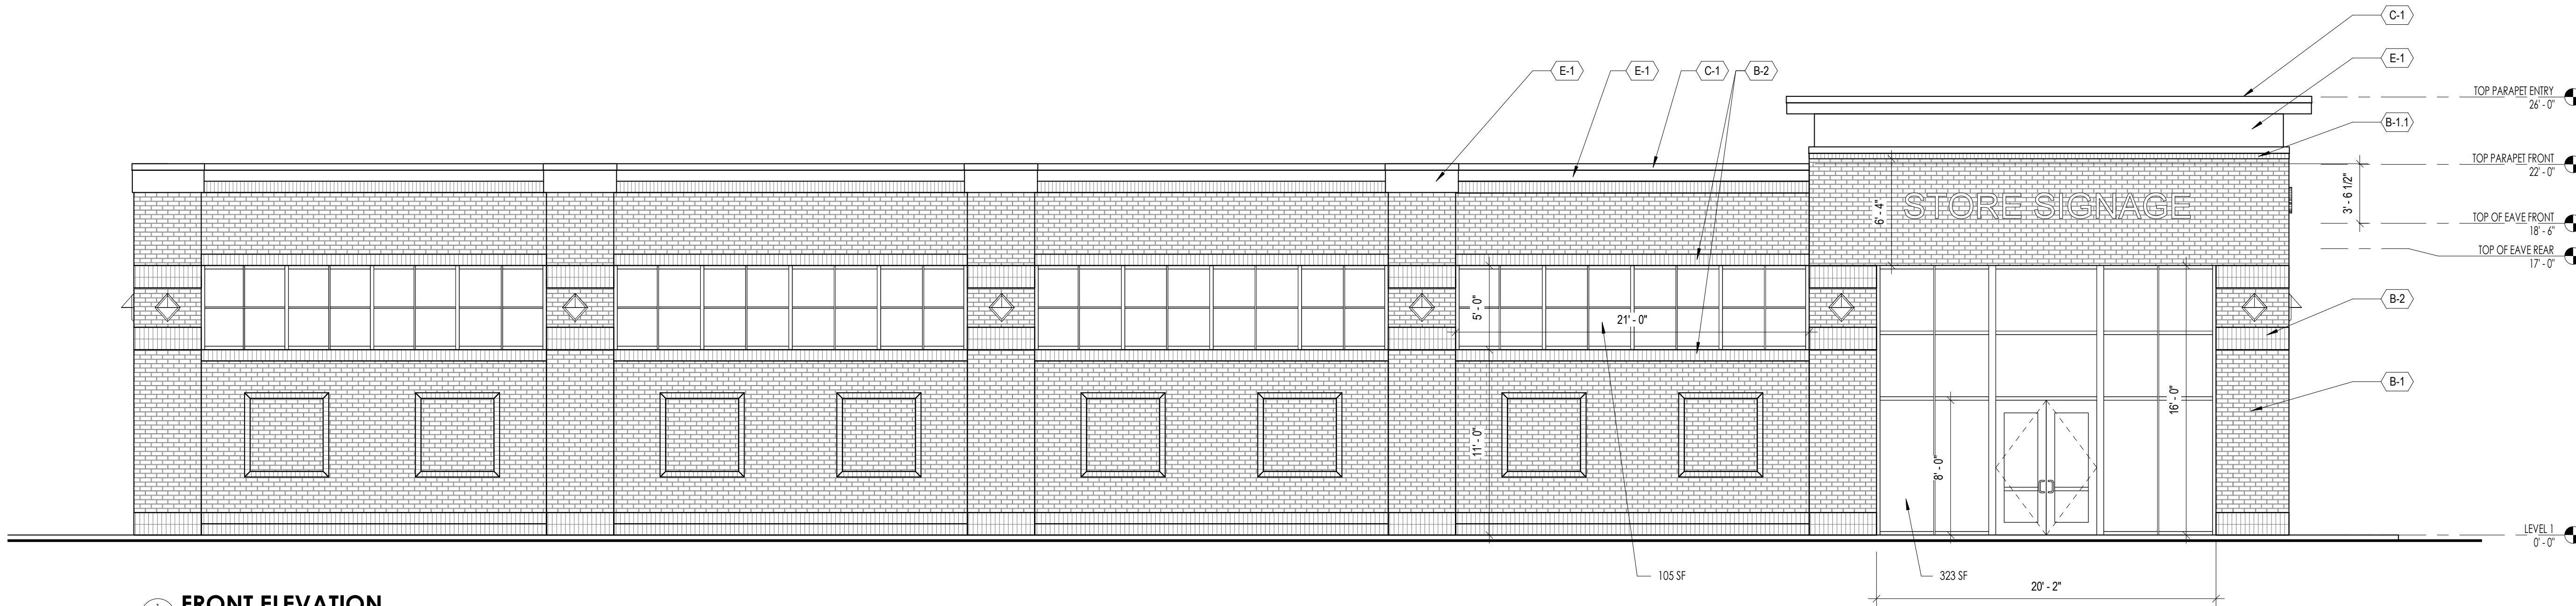 C-1
E-1
E-1
E-1
C-1
B-2
TOP PARAPET ENTRY
26' - 0"
B-1.1
TOP PARAPET FRONT
22' - 0"
3' - 6 1/2"
6' - 4"
STORE SIGNAGE
TOP OF EAVE FRONT
18' - 6"
TOP OF EAVE REAR
17' - 0"
B-2
5' - 0"
21' - 0"
B-1
16' - 0"
11' - 0"
8' - 0"
LEVEL 1
0' - 0"
105 SF
323 SF
20' - 2"
1
FRONT ELEVATION